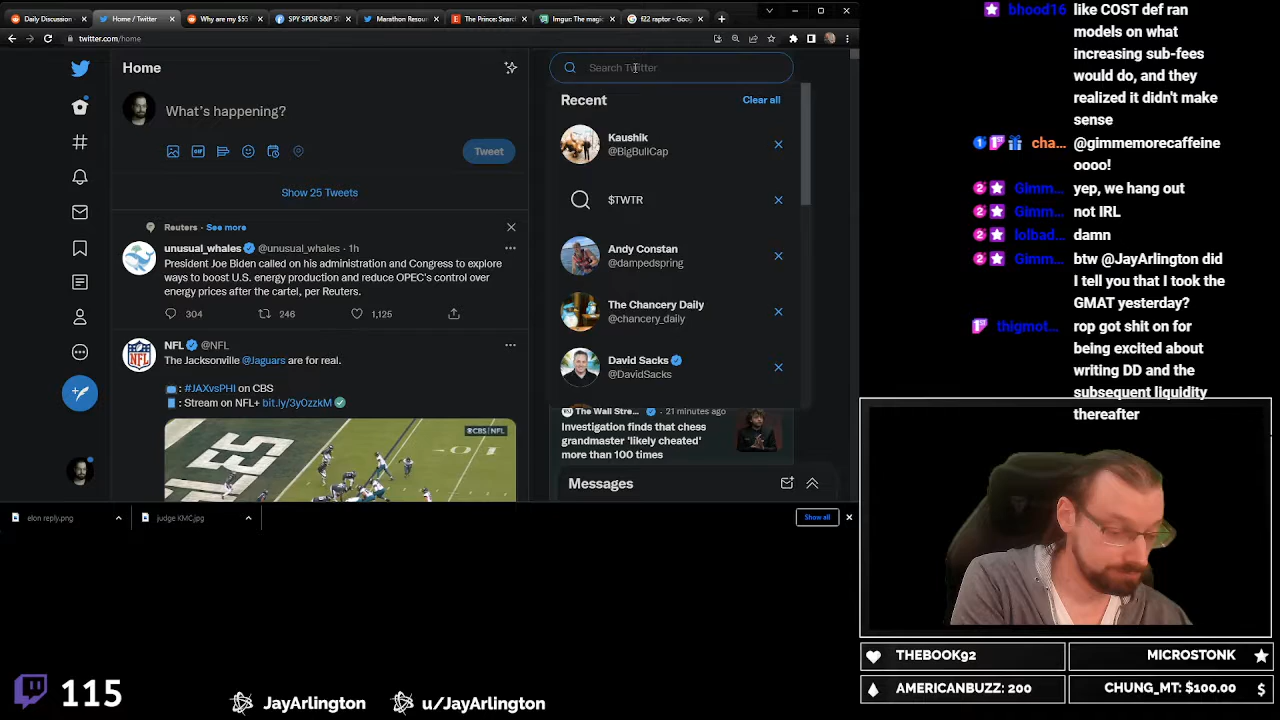 Daily Discussion
Home / Twitter
Why are my $55
SPY SPDR S&P 50
Marathon Resou
The Prince: Searc
Imgur: The magic
f22 raptor - Goog
twitter.com/home
Home
What's happening?
Tweet
Show 25 Tweets
Reuters · See more
unusual_whales @unusual_whales · 1h
President Joe Biden called on his administration and Congress to explore
ways to boost U.S. energy production and reduce OPEC's control over
energy prices after the cartel, per Reuters.
304 246 1,125
NFL @NFL
The Jacksonville @Jaguars are for real.
: #JAXvsPHI on CBS
: Stream on NFL+ bit.ly/3yOzzkM
CBS NFL
LES
Search Twitter
Recent Clear all
Kaushik
@BigBullCap
$TWTR
Andy Constan
@dampedspring
The Chancery Daily
@chancery_daily
David Sacks
@DavidSacks
The Wall Stre... · 21 minutes ago
Investigation finds that chess
grandmaster 'likely cheated'
more than 100 times
Messages
elon reply.png
judge KMC.jpg
Show all
bhood16 like COST def ran
models on what
increasing sub-fees
would do, and they
realized it didn't make
sense
cha... @gimmemorecaffeine
oooo!
Gimm... yep, we hang out
Gimm... not IRL
lolbad... damn
Gimm... btw @JayArlington did
I tell you that I took the
GMAT yesterday?
thigmot... rop got shit on for
being excited about
writing DD and the
subsequent liquidity
thereafter
THEBOOK92
MICROSTONK
AMERICANBUZZ: 200
CHUNG_MT: $100.00
115
JayArlington
u/JayArlington